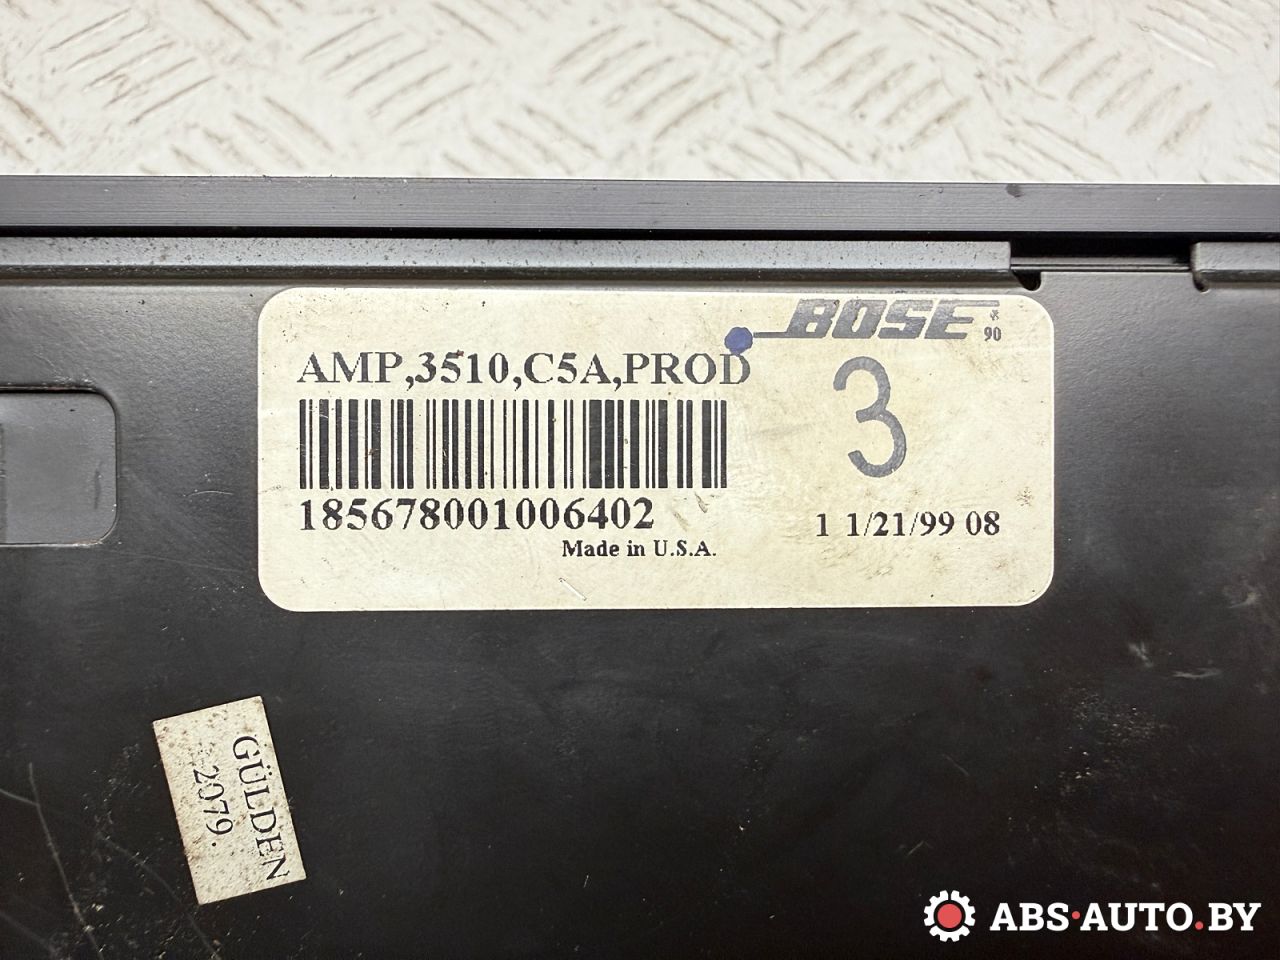 BOSE®
90
AMP,3510,C5A,PROD
3
185678001006402
1 1/21/99 08
Made in U.S.A.
GÜLDEN
2079.
ABS·AUTO.BY